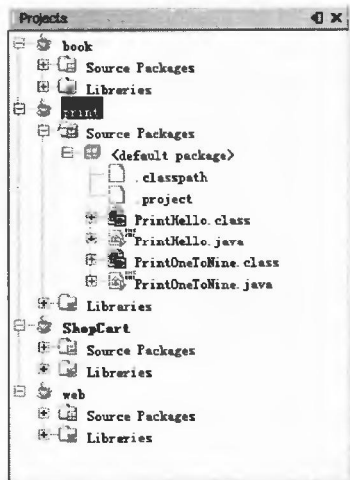 Projects
book
Source Packages
Libraries
print
Source Packages
<default package>
.classpath
.project
PrintHello.class
PrintHello.java
PrintOneToNine.class
PrintOneToNine.java
Libraries
ShopCart
Source Packages
Libraries
web
Source Packages
Libraries